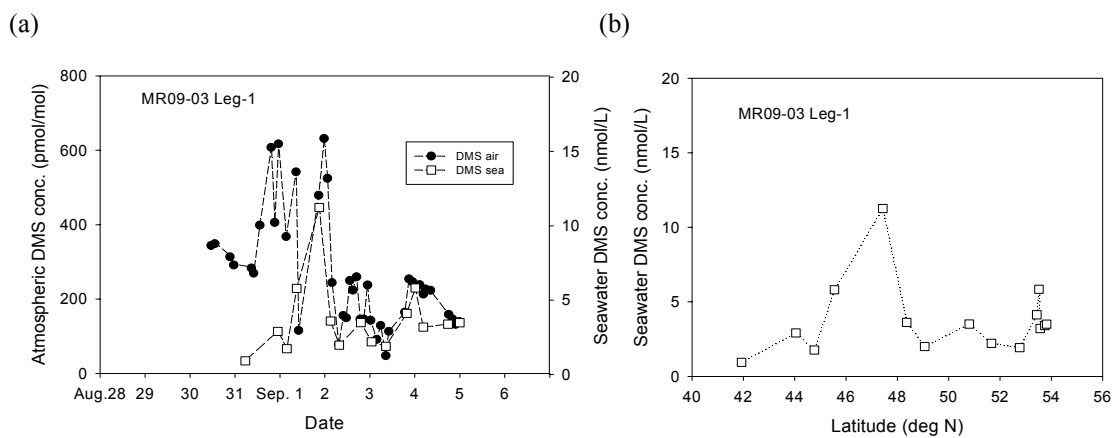 (a)
(b)
MR09-03 Leg-1
DMS air
DMS sea
Atmospheric DMS conc. (pmol/mol)
800
600
400
200
0
20
15
10
5
0
Seawater DMS conc. (nmol/L)
Aug.28 29 30 31 Sep. 1 2 3 4 5 6
Date
MR09-03 Leg-1
Seawater DMS conc. (nmol/L)
20
15
10
5
0
40 42 44 46 48 50 52 54 56
Latitude (deg N)